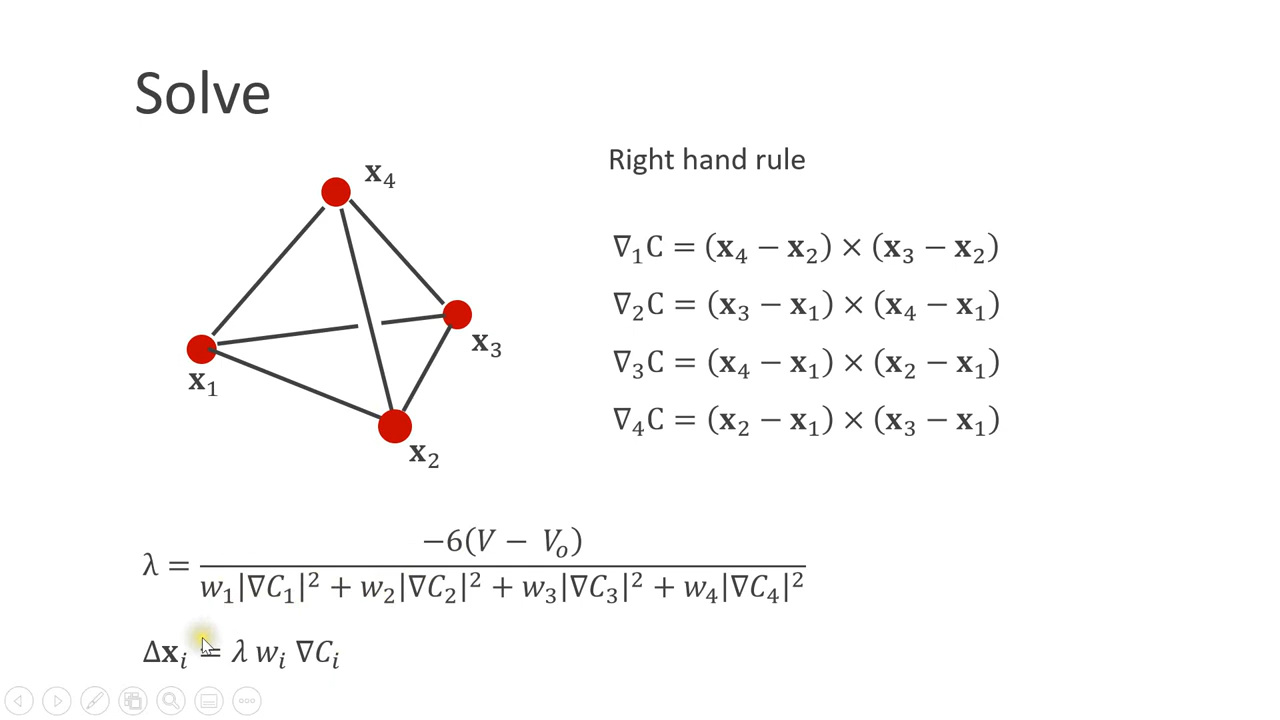 Solve
Right hand rule
x₄
x₃
x₁
x₂
∇₁C = (x₄ − x₂) × (x₃ − x₂)
∇₂C = (x₃ − x₁) × (x₄ − x₁)
∇₃C = (x₄ − x₁) × (x₂ − x₁)
∇₄C = (x₂ − x₁) × (x₃ − x₁)
λ = −6(V − Vₒ) / w₁|∇C₁|² + w₂|∇C₂|² + w₃|∇C₃|² + w₄|∇C₄|²
Δxᵢ = λ wᵢ ∇Cᵢ